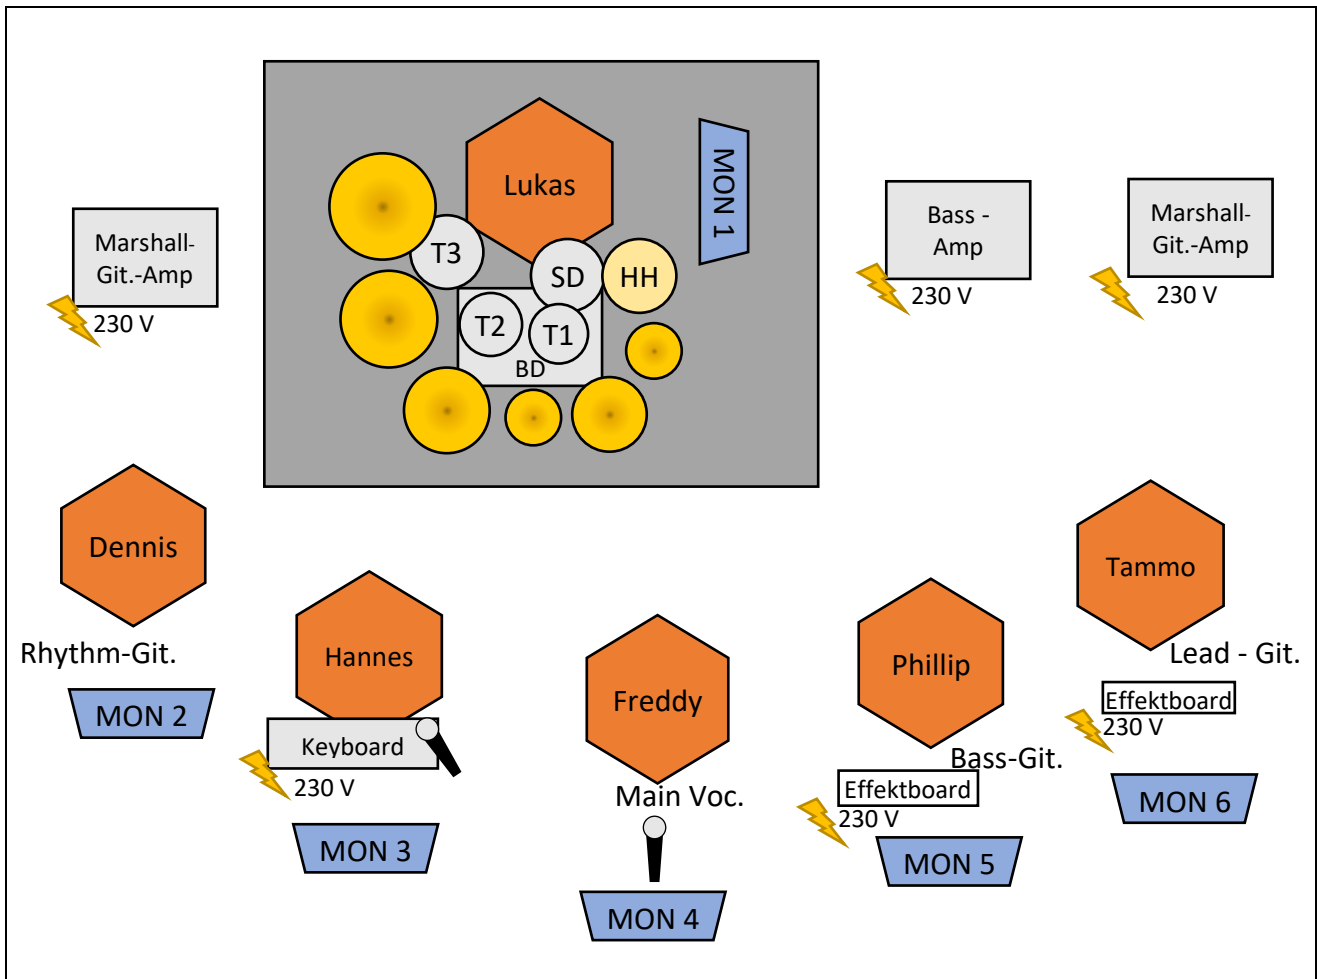 Lukas
MON 1
T3
SD
HH
T2
T1
BD
Marshall-
Git.-Amp
230 V
Bass -
Amp
230 V
Marshall-
Git.-Amp
230 V
Dennis
Rhythm-Git.
MON 2
Hannes
Keyboard
230 V
MON 3
Freddy
Main Voc.
MON 4
Phillip
Bass-Git.
Effektboard
230 V
MON 5
Tammo
Lead - Git.
Effektboard
230 V
MON 6